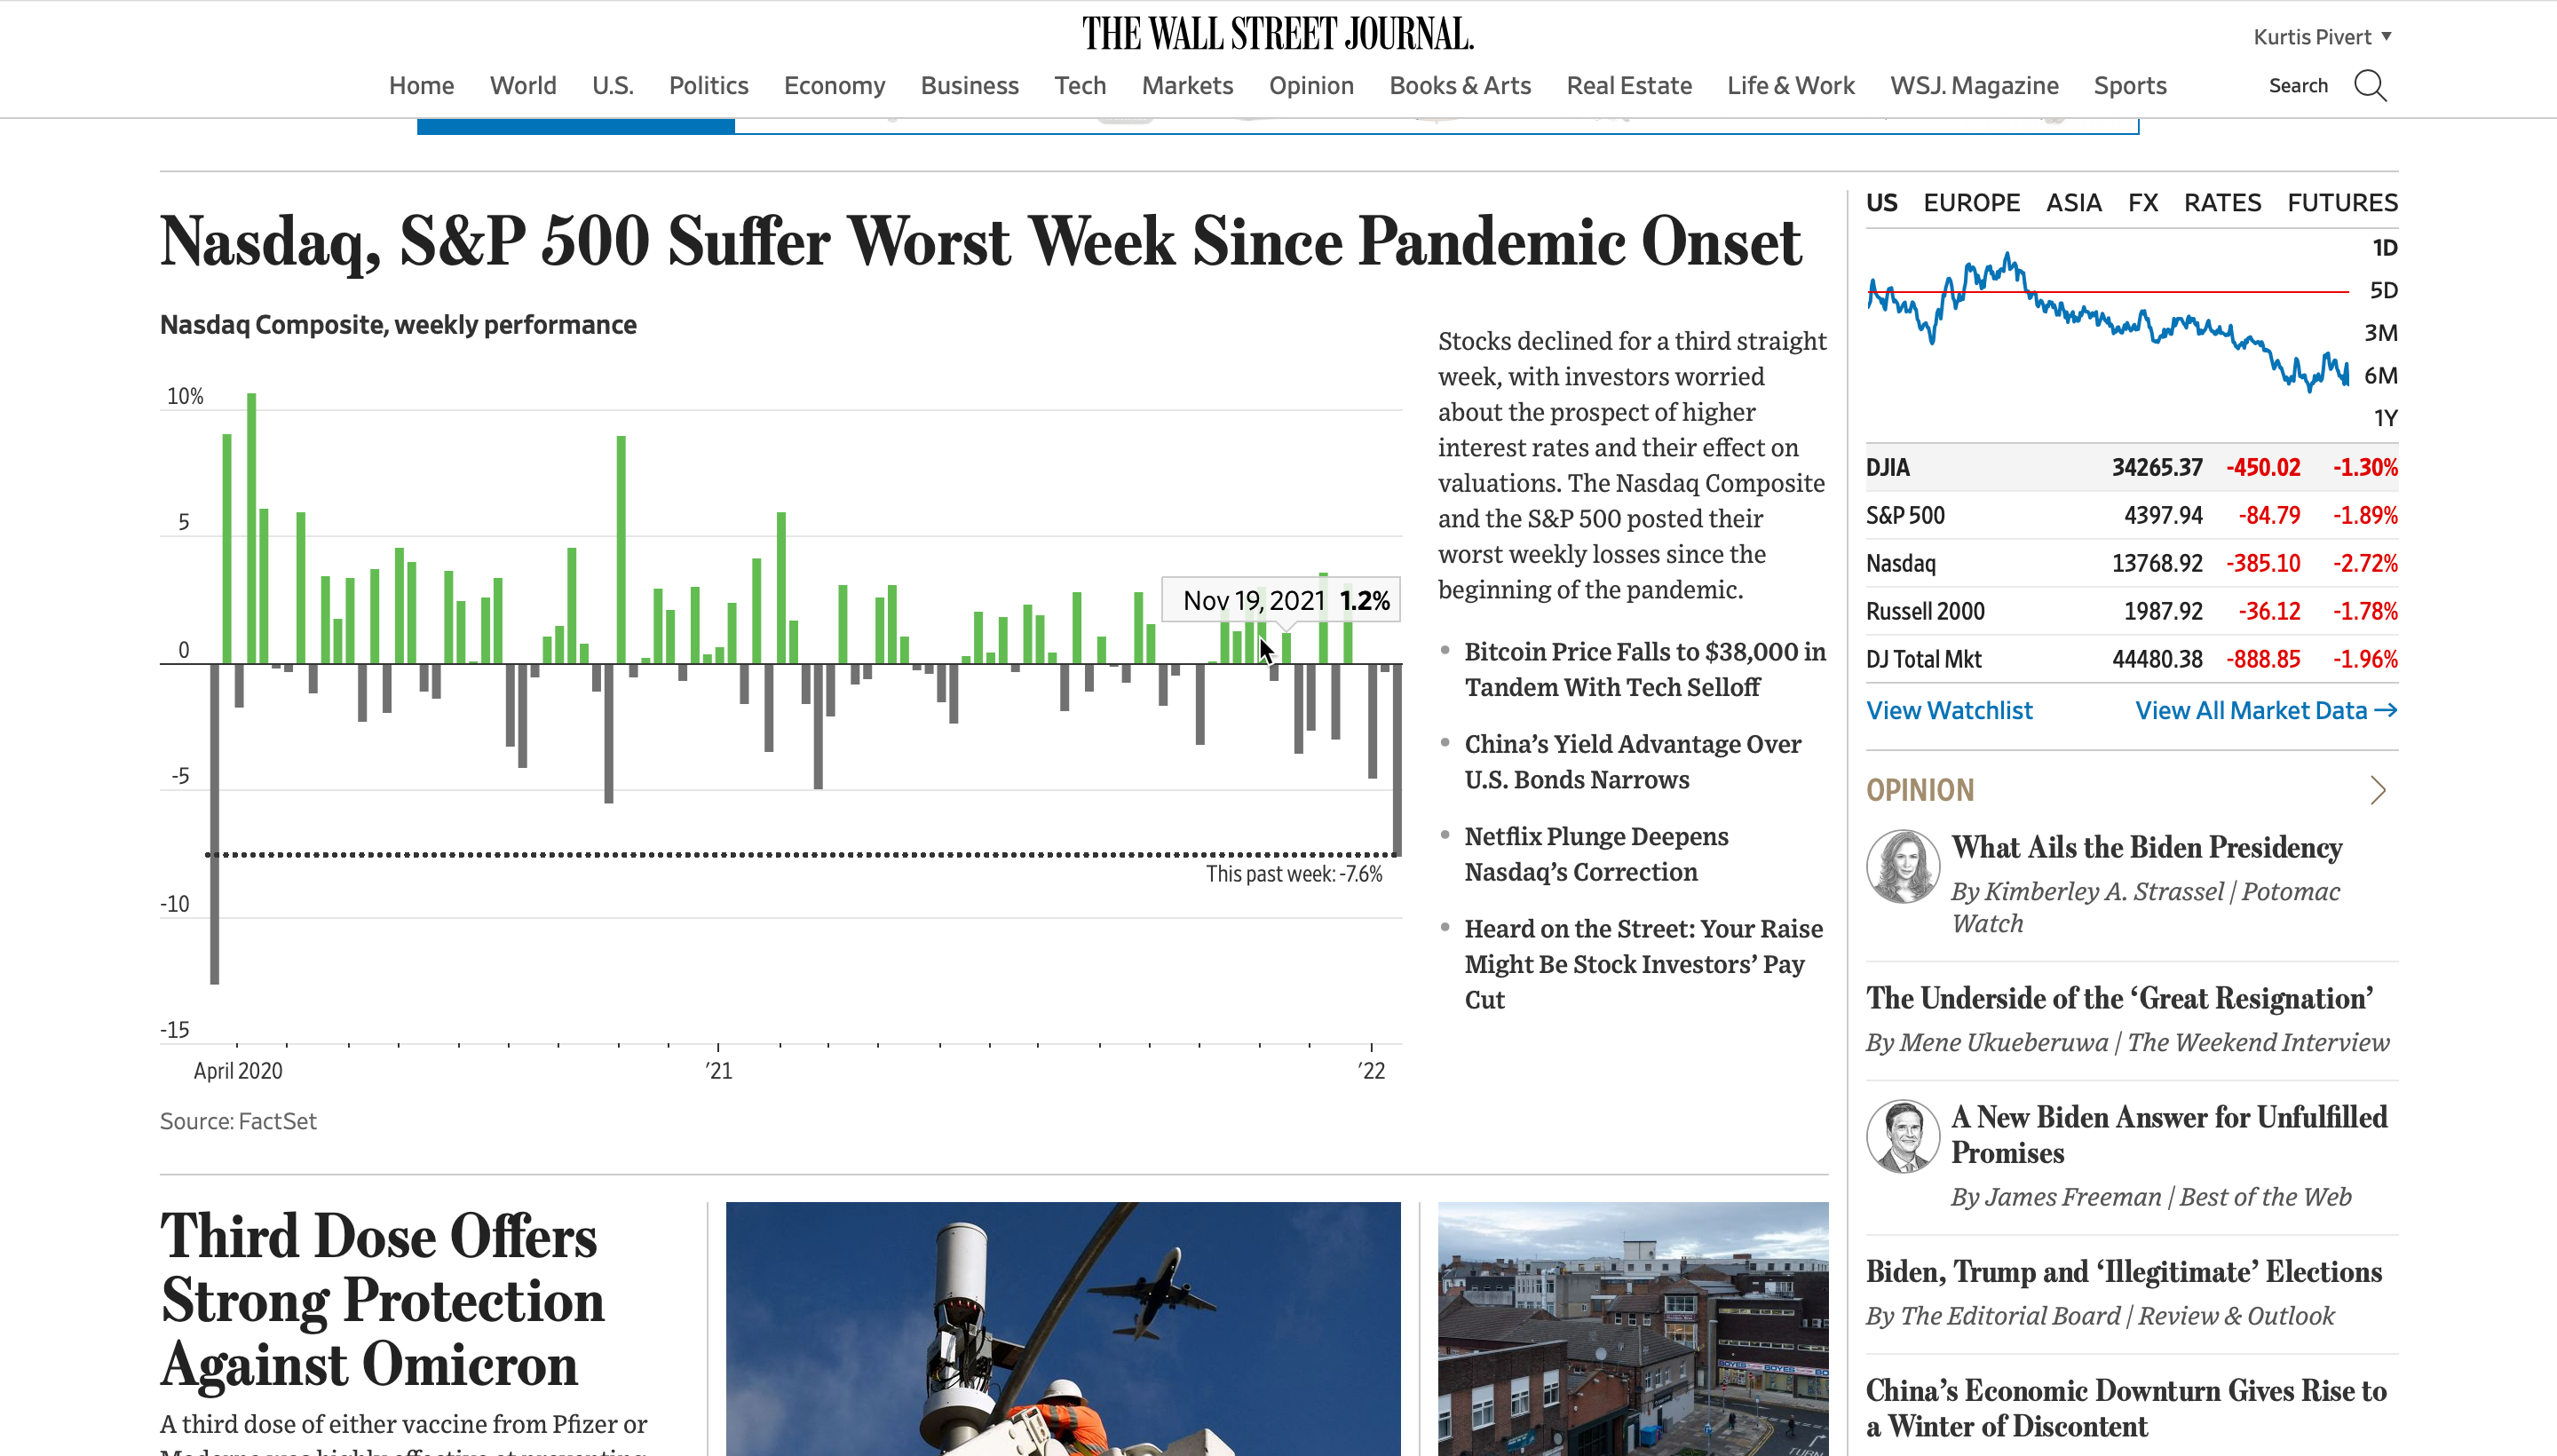 THE WALL STREET JOURNAL.
Kurtis Pivert ▼
Home World U.S. Politics Economy Business Tech Markets Opinion Books & Arts Real Estate Life & Work WSJ. Magazine Sports
Search
Nasdaq, S&P 500 Suffer Worst Week Since Pandemic Onset
Nasdaq Composite, weekly performance
10%
5
0
-5
-10
-15
Nov 19, 2021 1.2%
This past week: -7.6%
April 2020
’21
’22
Source: FactSet
Stocks declined for a third straight
week, with investors worried
about the prospect of higher
interest rates and their effect on
valuations. The Nasdaq Composite
and the S&P 500 posted their
worst weekly losses since the
beginning of the pandemic.
Bitcoin Price Falls to $38,000 in
Tandem With Tech Selloff
China’s Yield Advantage Over
U.S. Bonds Narrows
Netflix Plunge Deepens
Nasdaq’s Correction
Heard on the Street: Your Raise
Might Be Stock Investors’ Pay
Cut
US EUROPE ASIA FX RATES FUTURES
1D
5D
3M
6M
1Y
DJIA 34265.37 -450.02 -1.30%
S&P 500 4397.94 -84.79 -1.89%
Nasdaq 13768.92 -385.10 -2.72%
Russell 2000 1987.92 -36.12 -1.78%
DJ Total Mkt 44480.38 -888.85 -1.96%
View Watchlist
View All Market Data →
OPINION
What Ails the Biden Presidency
By Kimberley A. Strassel | Potomac
Watch
The Underside of the ‘Great Resignation’
By Mene Ukueberuwa | The Weekend Interview
A New Biden Answer for Unfulfilled
Promises
By James Freeman | Best of the Web
Biden, Trump and ‘Illegitimate’ Elections
By The Editorial Board | Review & Outlook
China’s Economic Downturn Gives Rise to
a Winter of Discontent
Third Dose Offers
Strong Protection
Against Omicron
A third dose of either vaccine from Pfizer or
BOYES
TURN